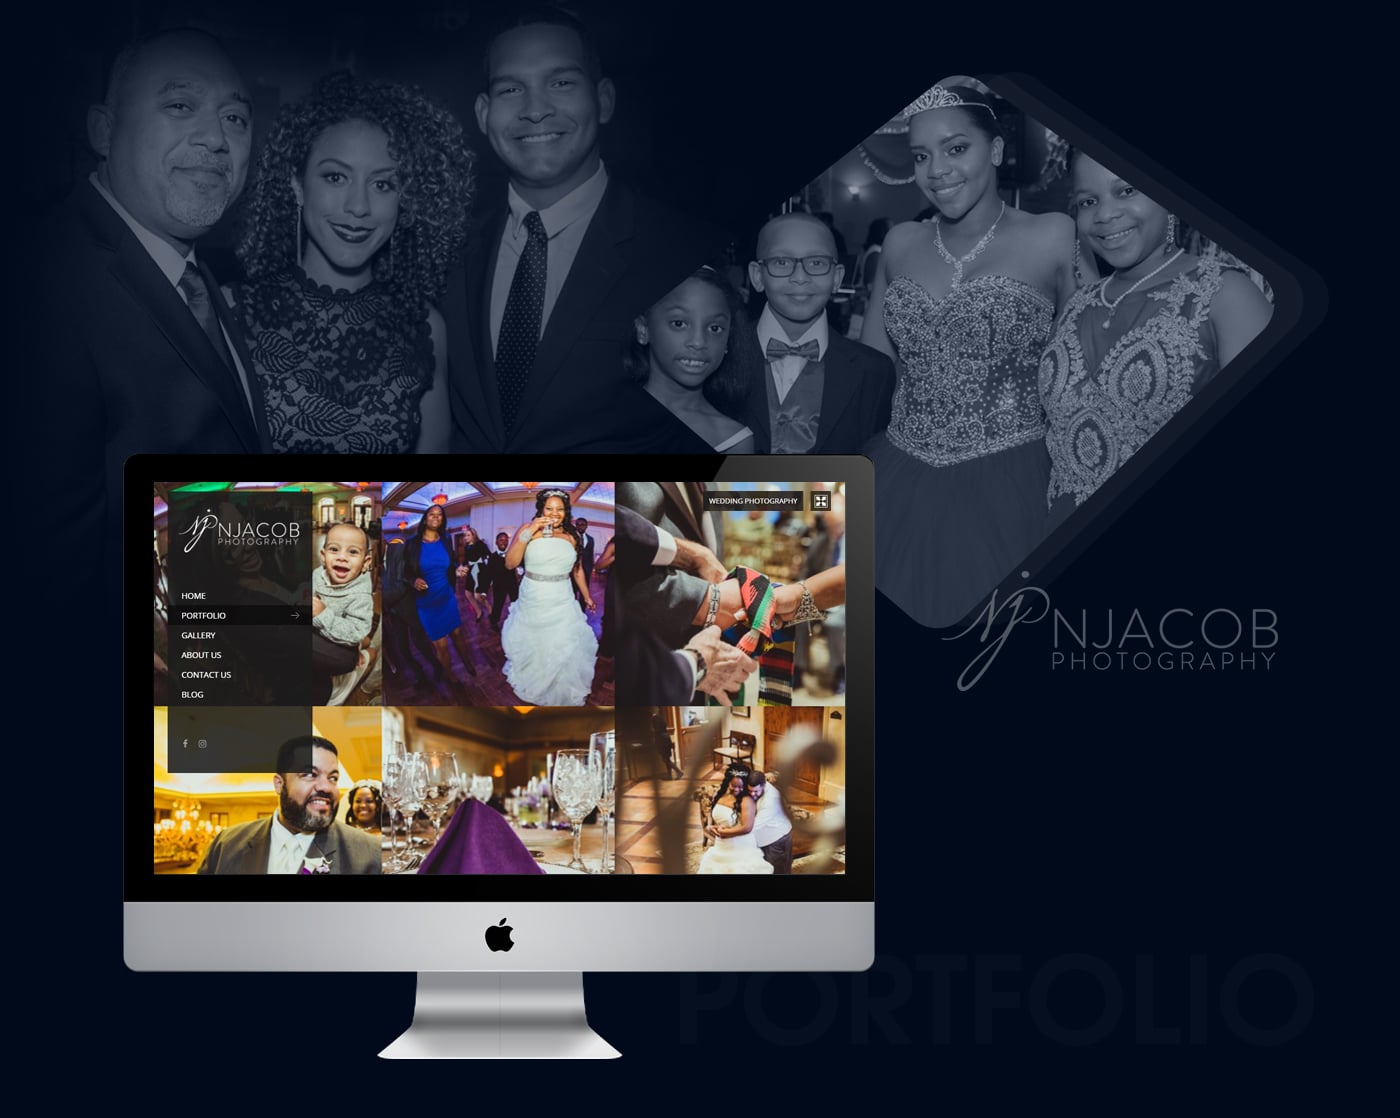 NJACOB
PHOTOGRAPHY
WEDDING PHOTOGRAPHY
HOME
PORTFOLIO
GALLERY
ABOUT US
CONTACT US
BLOG
NJACOB
PHOTOGRAPHY
PORTFOLIO